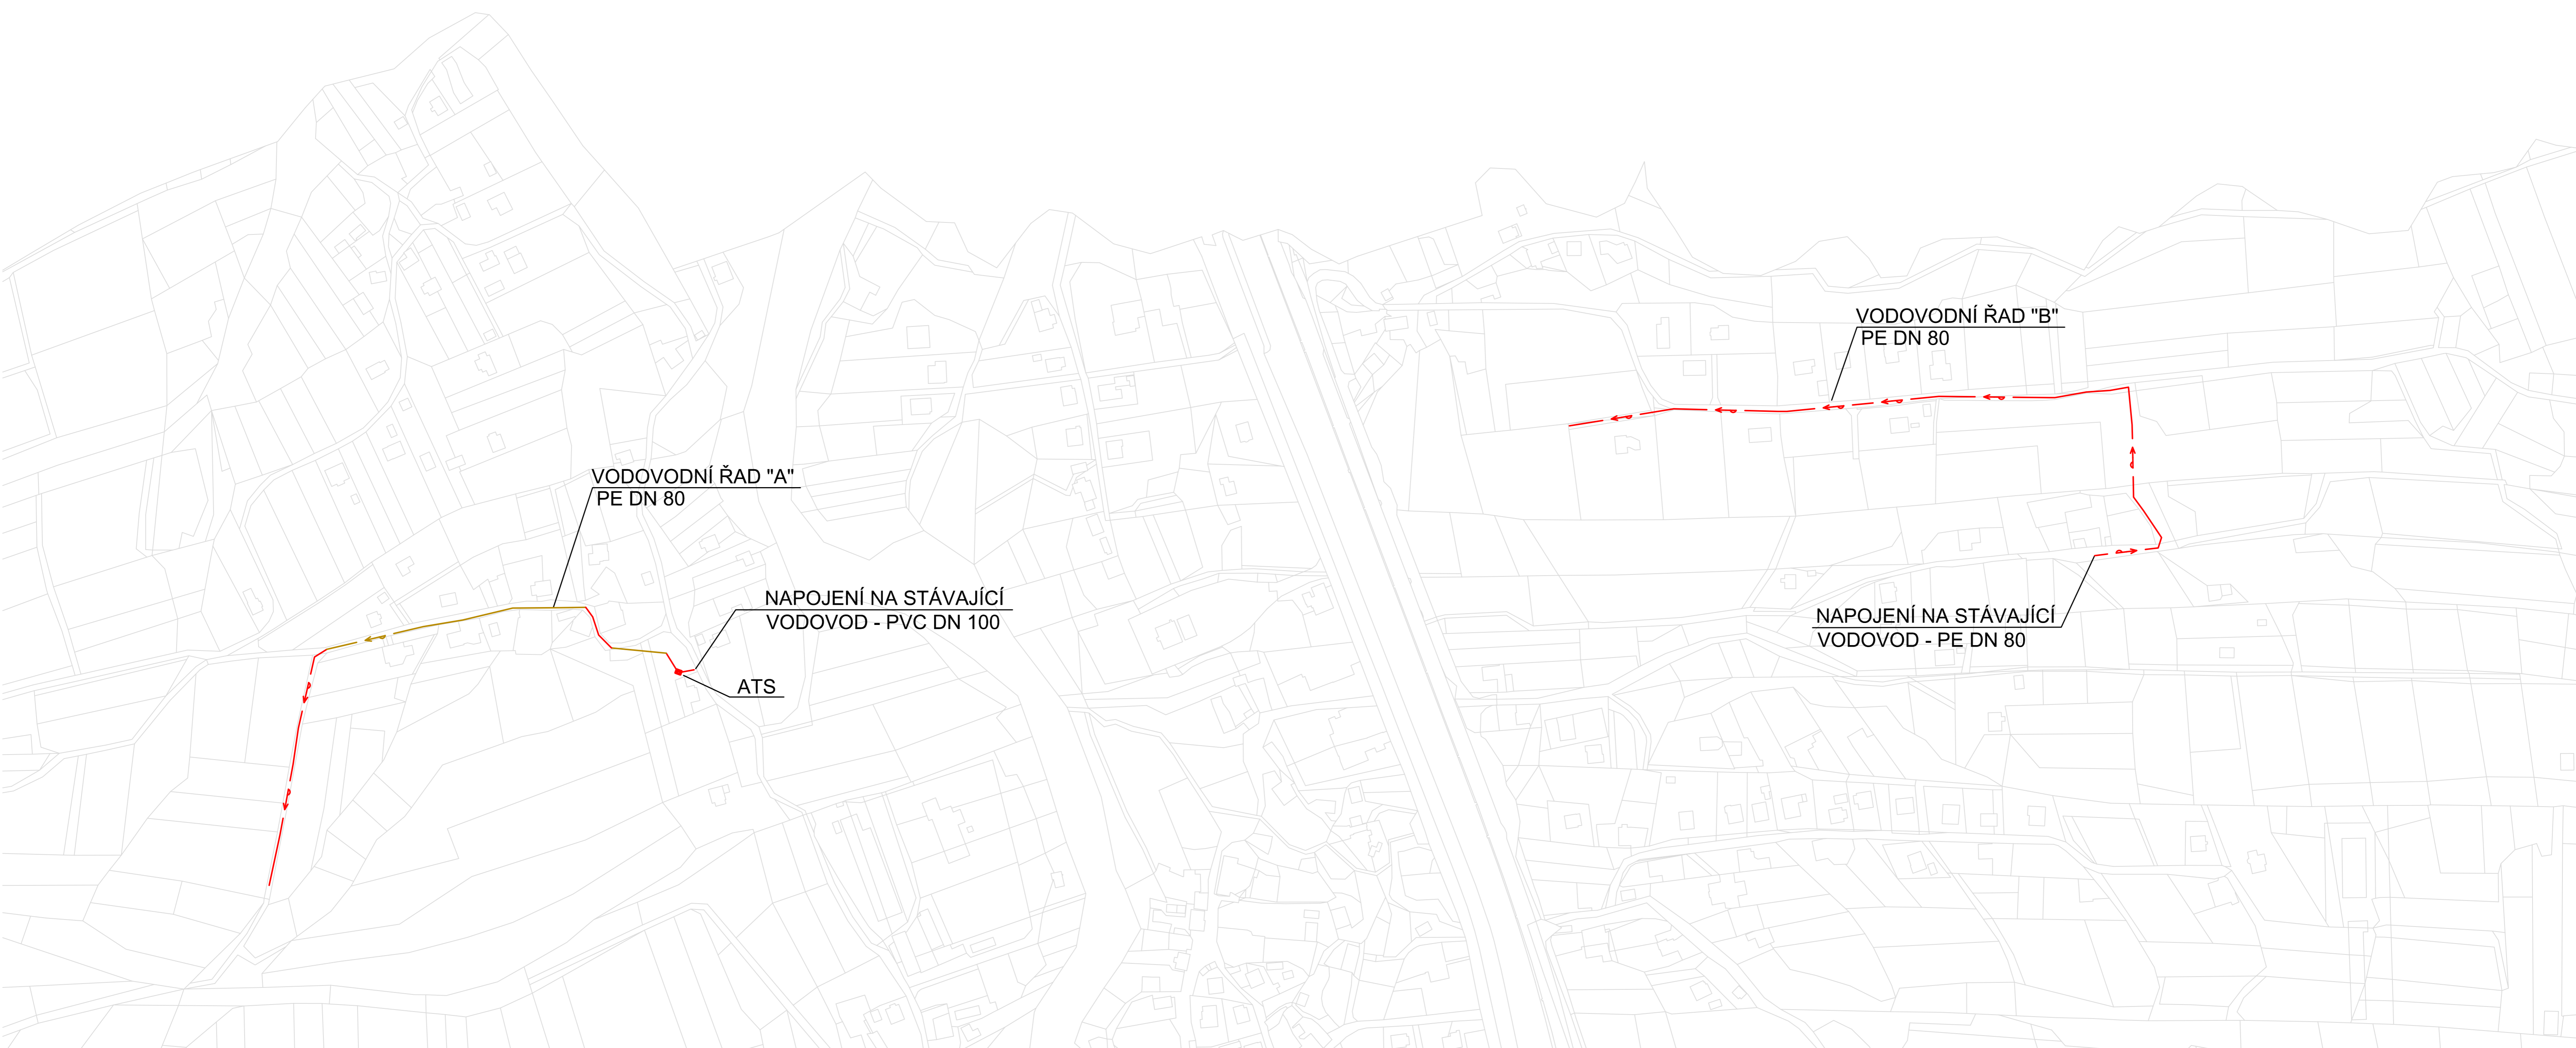 VODOVODNÍ ŘAD "B"
PE DN 80
VODOVODNÍ ŘAD "A"
PE DN 80
NAPOJENÍ NA STÁVAJÍCÍ
VODOVOD - PVC DN 100
ATS
NAPOJENÍ NA STÁVAJÍCÍ
VODOVOD - PE DN 80